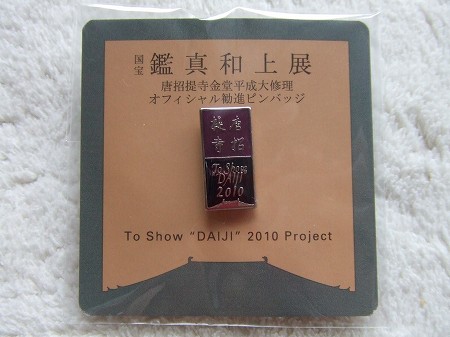 国宝 鑑真和上展
唐招提寺金堂平成大修理
オフィシャル勧進ピンバッジ
唐招
提寺
To Show
DAIJI
2010
To Show "DAIJI" 2010 Project